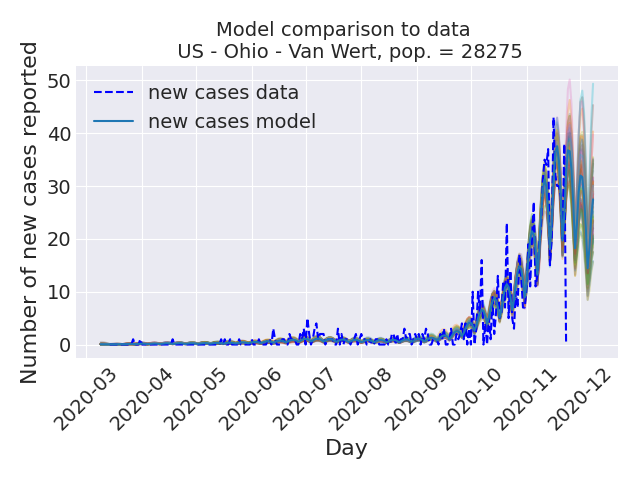 Model comparison to data
US - Ohio - Van Wert, pop. = 28275
Number of new cases reported
50
40
30
20
10
0
new cases data
new cases model
2020-03
2020-04
2020-05
2020-06
2020-07
2020-08
2020-09
2020-10
2020-11
2020-12
Day